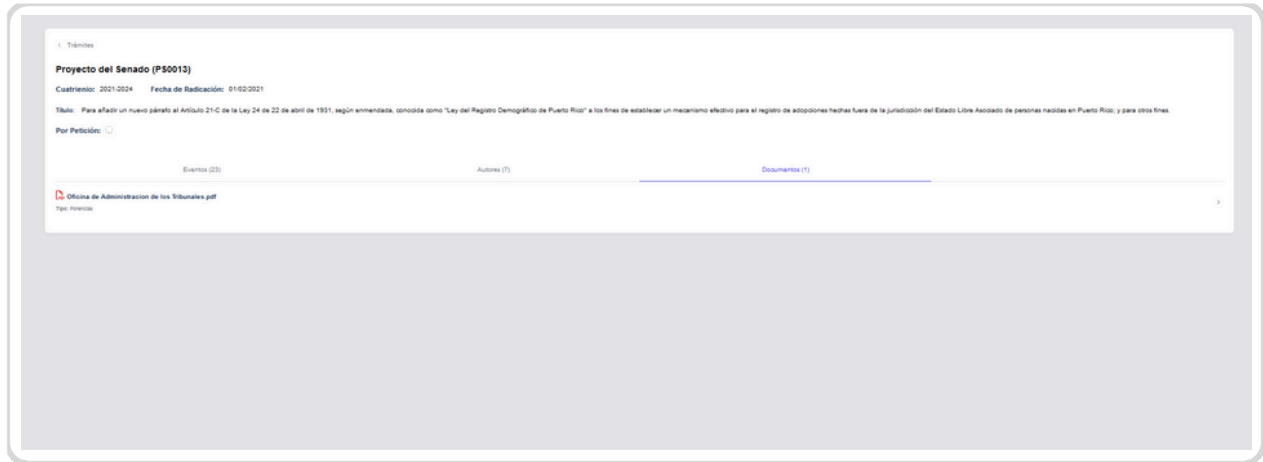 ‹ Trámites
Proyecto del Senado (PS0013)
Cuatrienio: 2021-2024 Fecha de Radicación: 01/02/2021
Título: Para añadir un nuevo párrafo al Artículo 21-C de la Ley 24 de 22 de abril de 1931, según enmendada, conocida como "Ley del Registro Demográfico de Puerto Rico" a los fines de establecer un mecanismo efectivo para el registro de adopciones hechas fuera de la jurisdicción del Estado Libre Asociado de personas nacidas en Puerto Rico; y para otros fines.
Por Petición:
Eventos (23) Autores (7) Documentos (1)
Oficina de Administracion de los Tribunales.pdf
Tipo: Ponencias